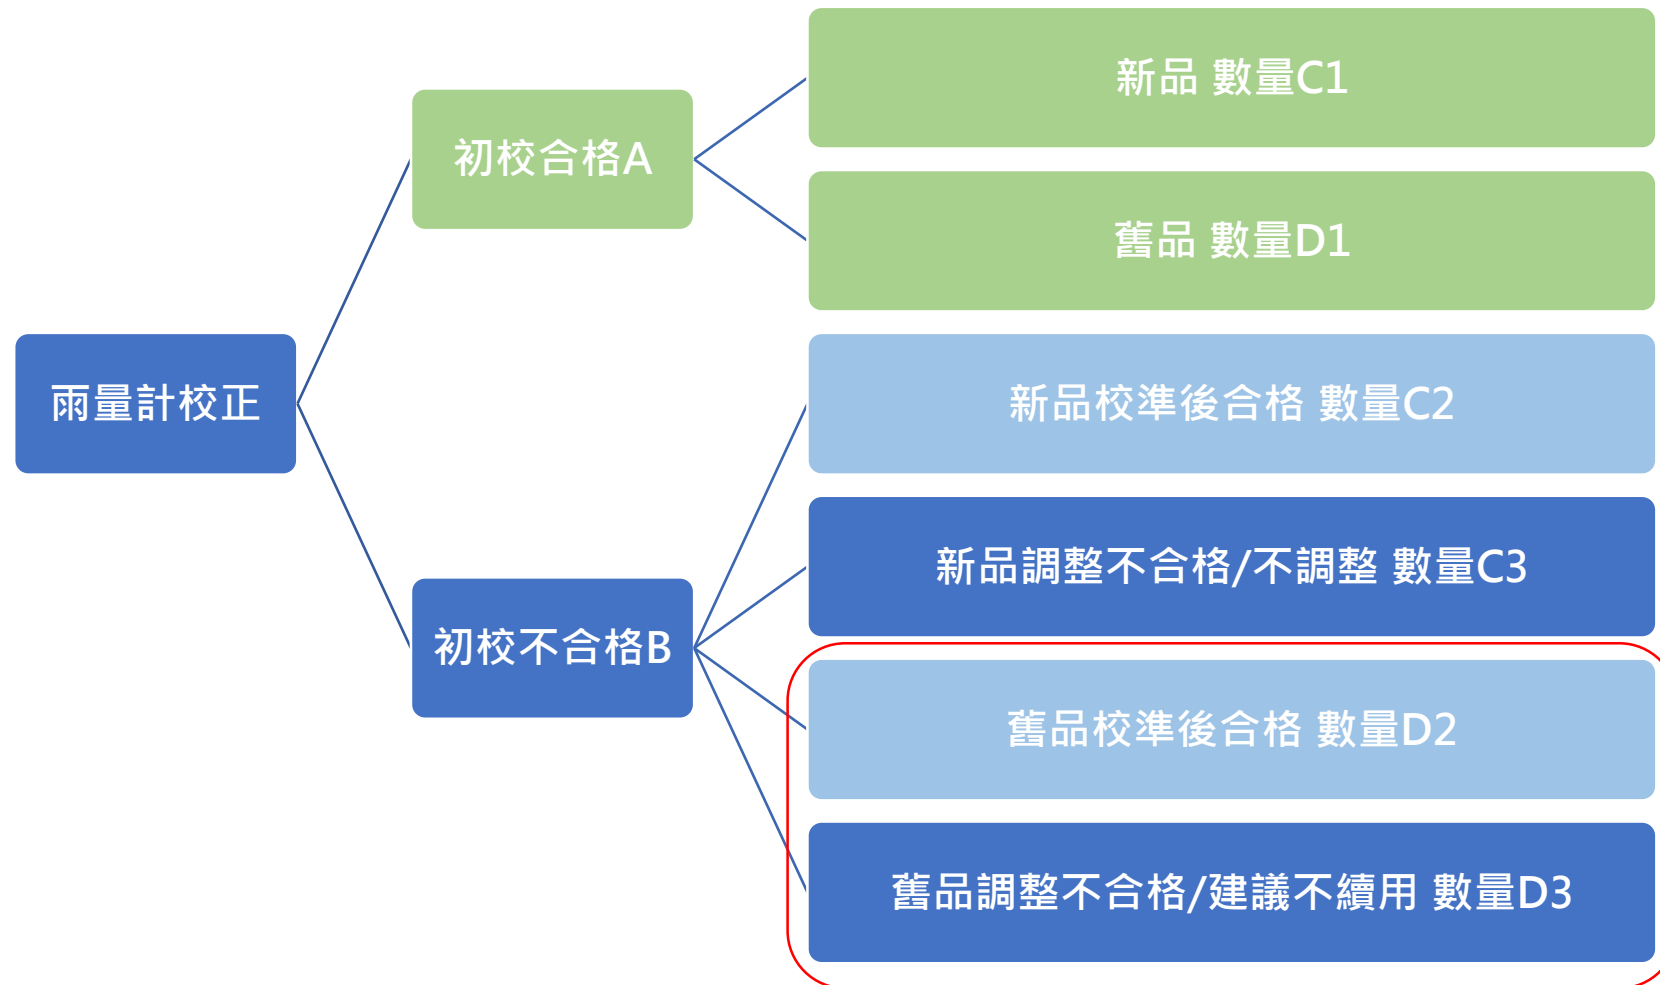 新品 數量C1
初校合格A
舊品 數量D1
雨量計校正
新品校準後合格 數量C2
新品調整不合格/不調整 數量C3
初校不合格B
舊品校準後合格 數量D2
舊品調整不合格/建議不續用 數量D3